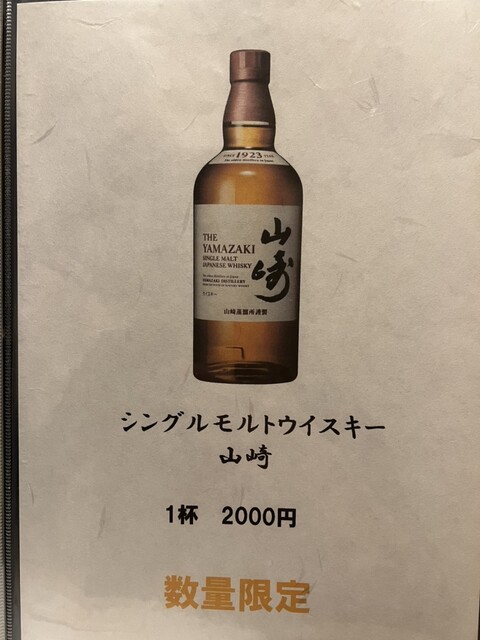 SINCE 1923
THE
YAMAZAKI
SINGLE MALT
JAPANESE WHISKY
YAMAZAKI DISTILLERY
ウイスキー
山崎
山崎蒸溜所謹製
シングルモルトウイスキー
山崎
1杯 2000円
数量限定